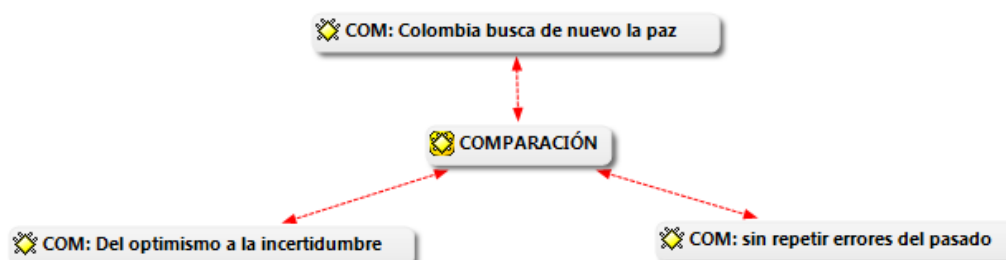 COM: Colombia busca de nuevo la paz
COMPARACIÓN
COM: Del optimismo a la incertidumbre
COM: sin repetir errores del pasado